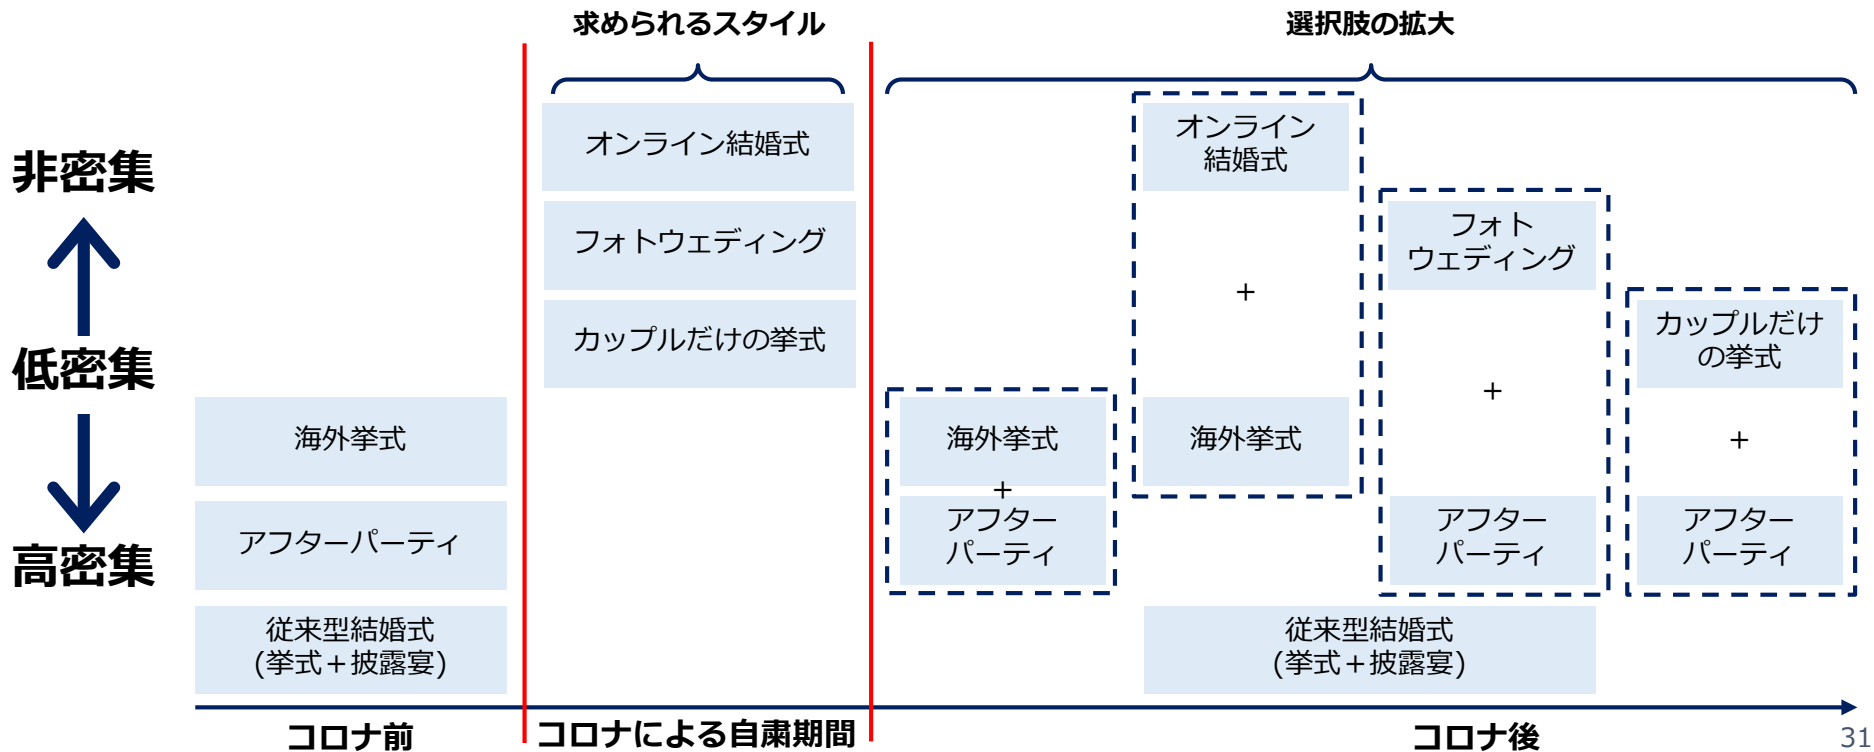 求められるスタイル
選択肢の拡大
非密集
低密集
高密集
海外挙式
アフターパーティ
従来型結婚式
(挙式＋披露宴)
オンライン結婚式
フォトウェディング
カップルだけの挙式
海外挙式
+
アフター
パーティ
オンライン
結婚式
+
海外挙式
フォト
ウェディング
+
アフター
パーティ
カップルだけ
の挙式
+
アフター
パーティ
従来型結婚式
(挙式＋披露宴)
コロナ前
コロナによる自粛期間
コロナ後
31